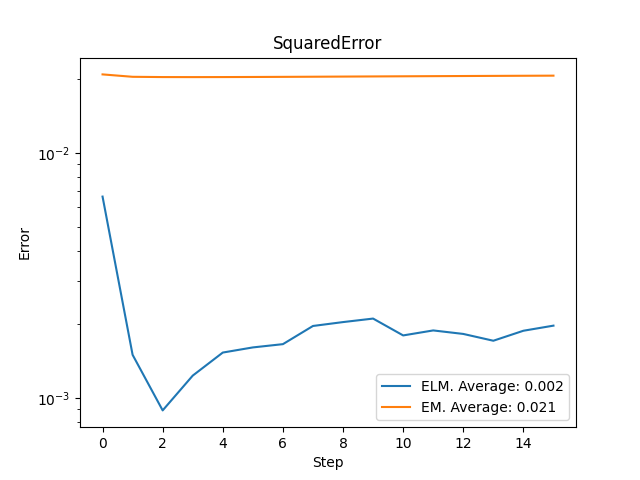 SquaredError
10⁻²
10⁻³
Error
0 2 4 6 8 10 12 14
Step
ELM. Average: 0.002
EM. Average: 0.021